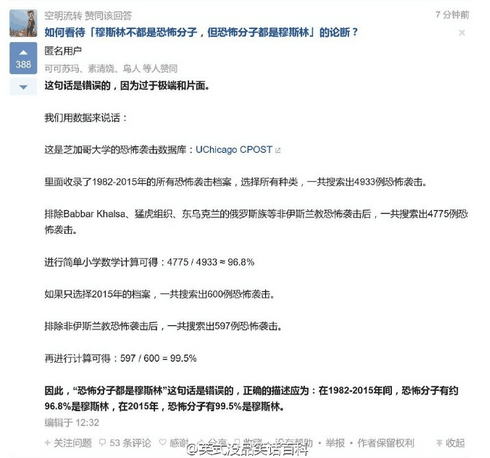 空明流转 赞同该回答
7 分钟前
如何看待「穆斯林不都是恐怖分子，但恐怖分子都是穆斯林」的论断？
388
匿名用户
可可苏玛、素清烧、鸟人 等人赞同
这句话是错误的，因为过于极端和片面。
我们用数据来说话：
这是芝加哥大学的恐怖袭击数据库：UChicago CPOST
里面收录了1982-2015年的所有恐怖袭击档案，选择所有种类，一共搜索出4933例恐怖袭击。
排除Babbar Khalsa、猛虎组织、东乌克兰的俄罗斯族等非伊斯兰教恐怖袭击后，一共搜索出4775例恐
怖袭击。
进行简单小学数学计算可得：4775 / 4933 ≈ 96.8%
如果只选择2015年的档案，一共搜索出600例恐怖袭击。
排除非伊斯兰教恐怖袭击后，一共搜索出597例恐怖袭击。
再进行计算可得：597 / 600 = 99.5%
因此，“恐怖分子都是穆斯林”这句话是错误的，正确的描述应为：在1982-2015年间，恐怖分子有约
96.8%是穆斯林，在2015年，恐怖分子有99.5%是穆斯林。
编辑于 12:32
+ 关注问题 53 条评论 感谢 分享 收藏 · 没有帮助 · 举报 · 作者保留权利
@英式没品笑话百科